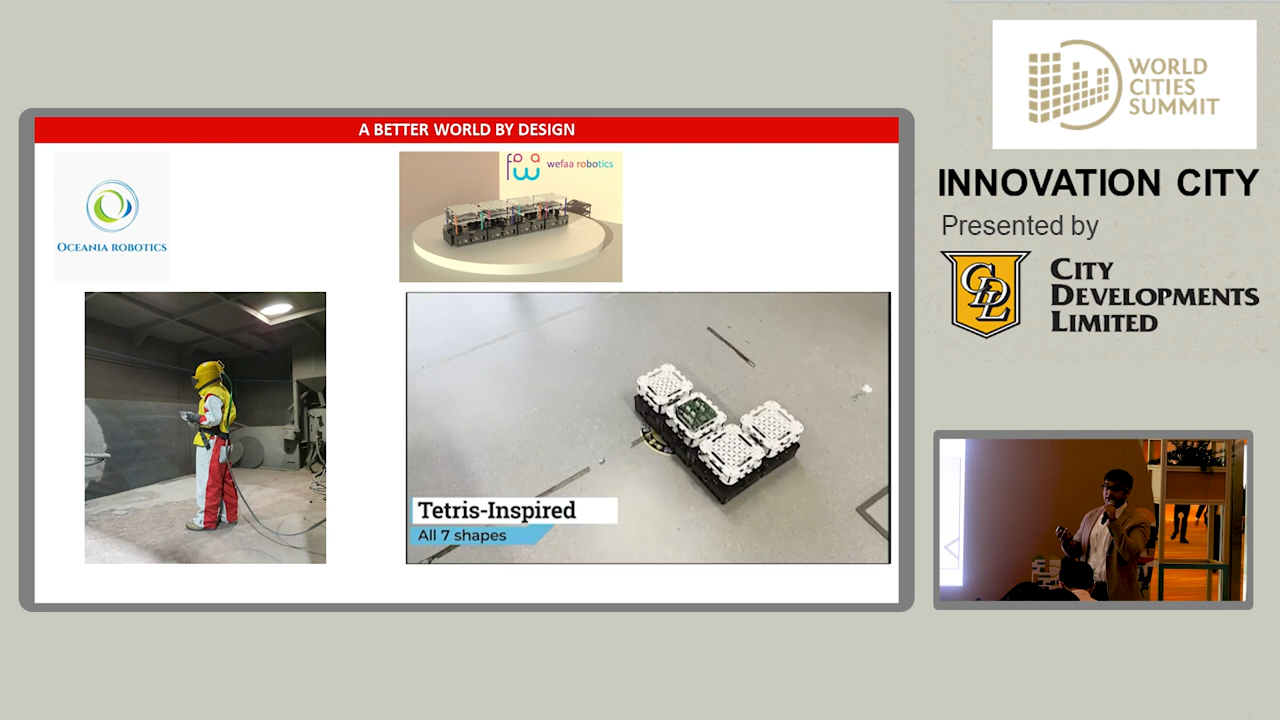 A BETTER WORLD BY DESIGN
OCEANIA ROBOTICS
wefaa robotics
Tetris-Inspired
All 7 shapes
WORLD
CITIES
SUMMIT
INNOVATION CITY
Presented by
CDL
CITY
DEVELOPMENTS
LIMITED